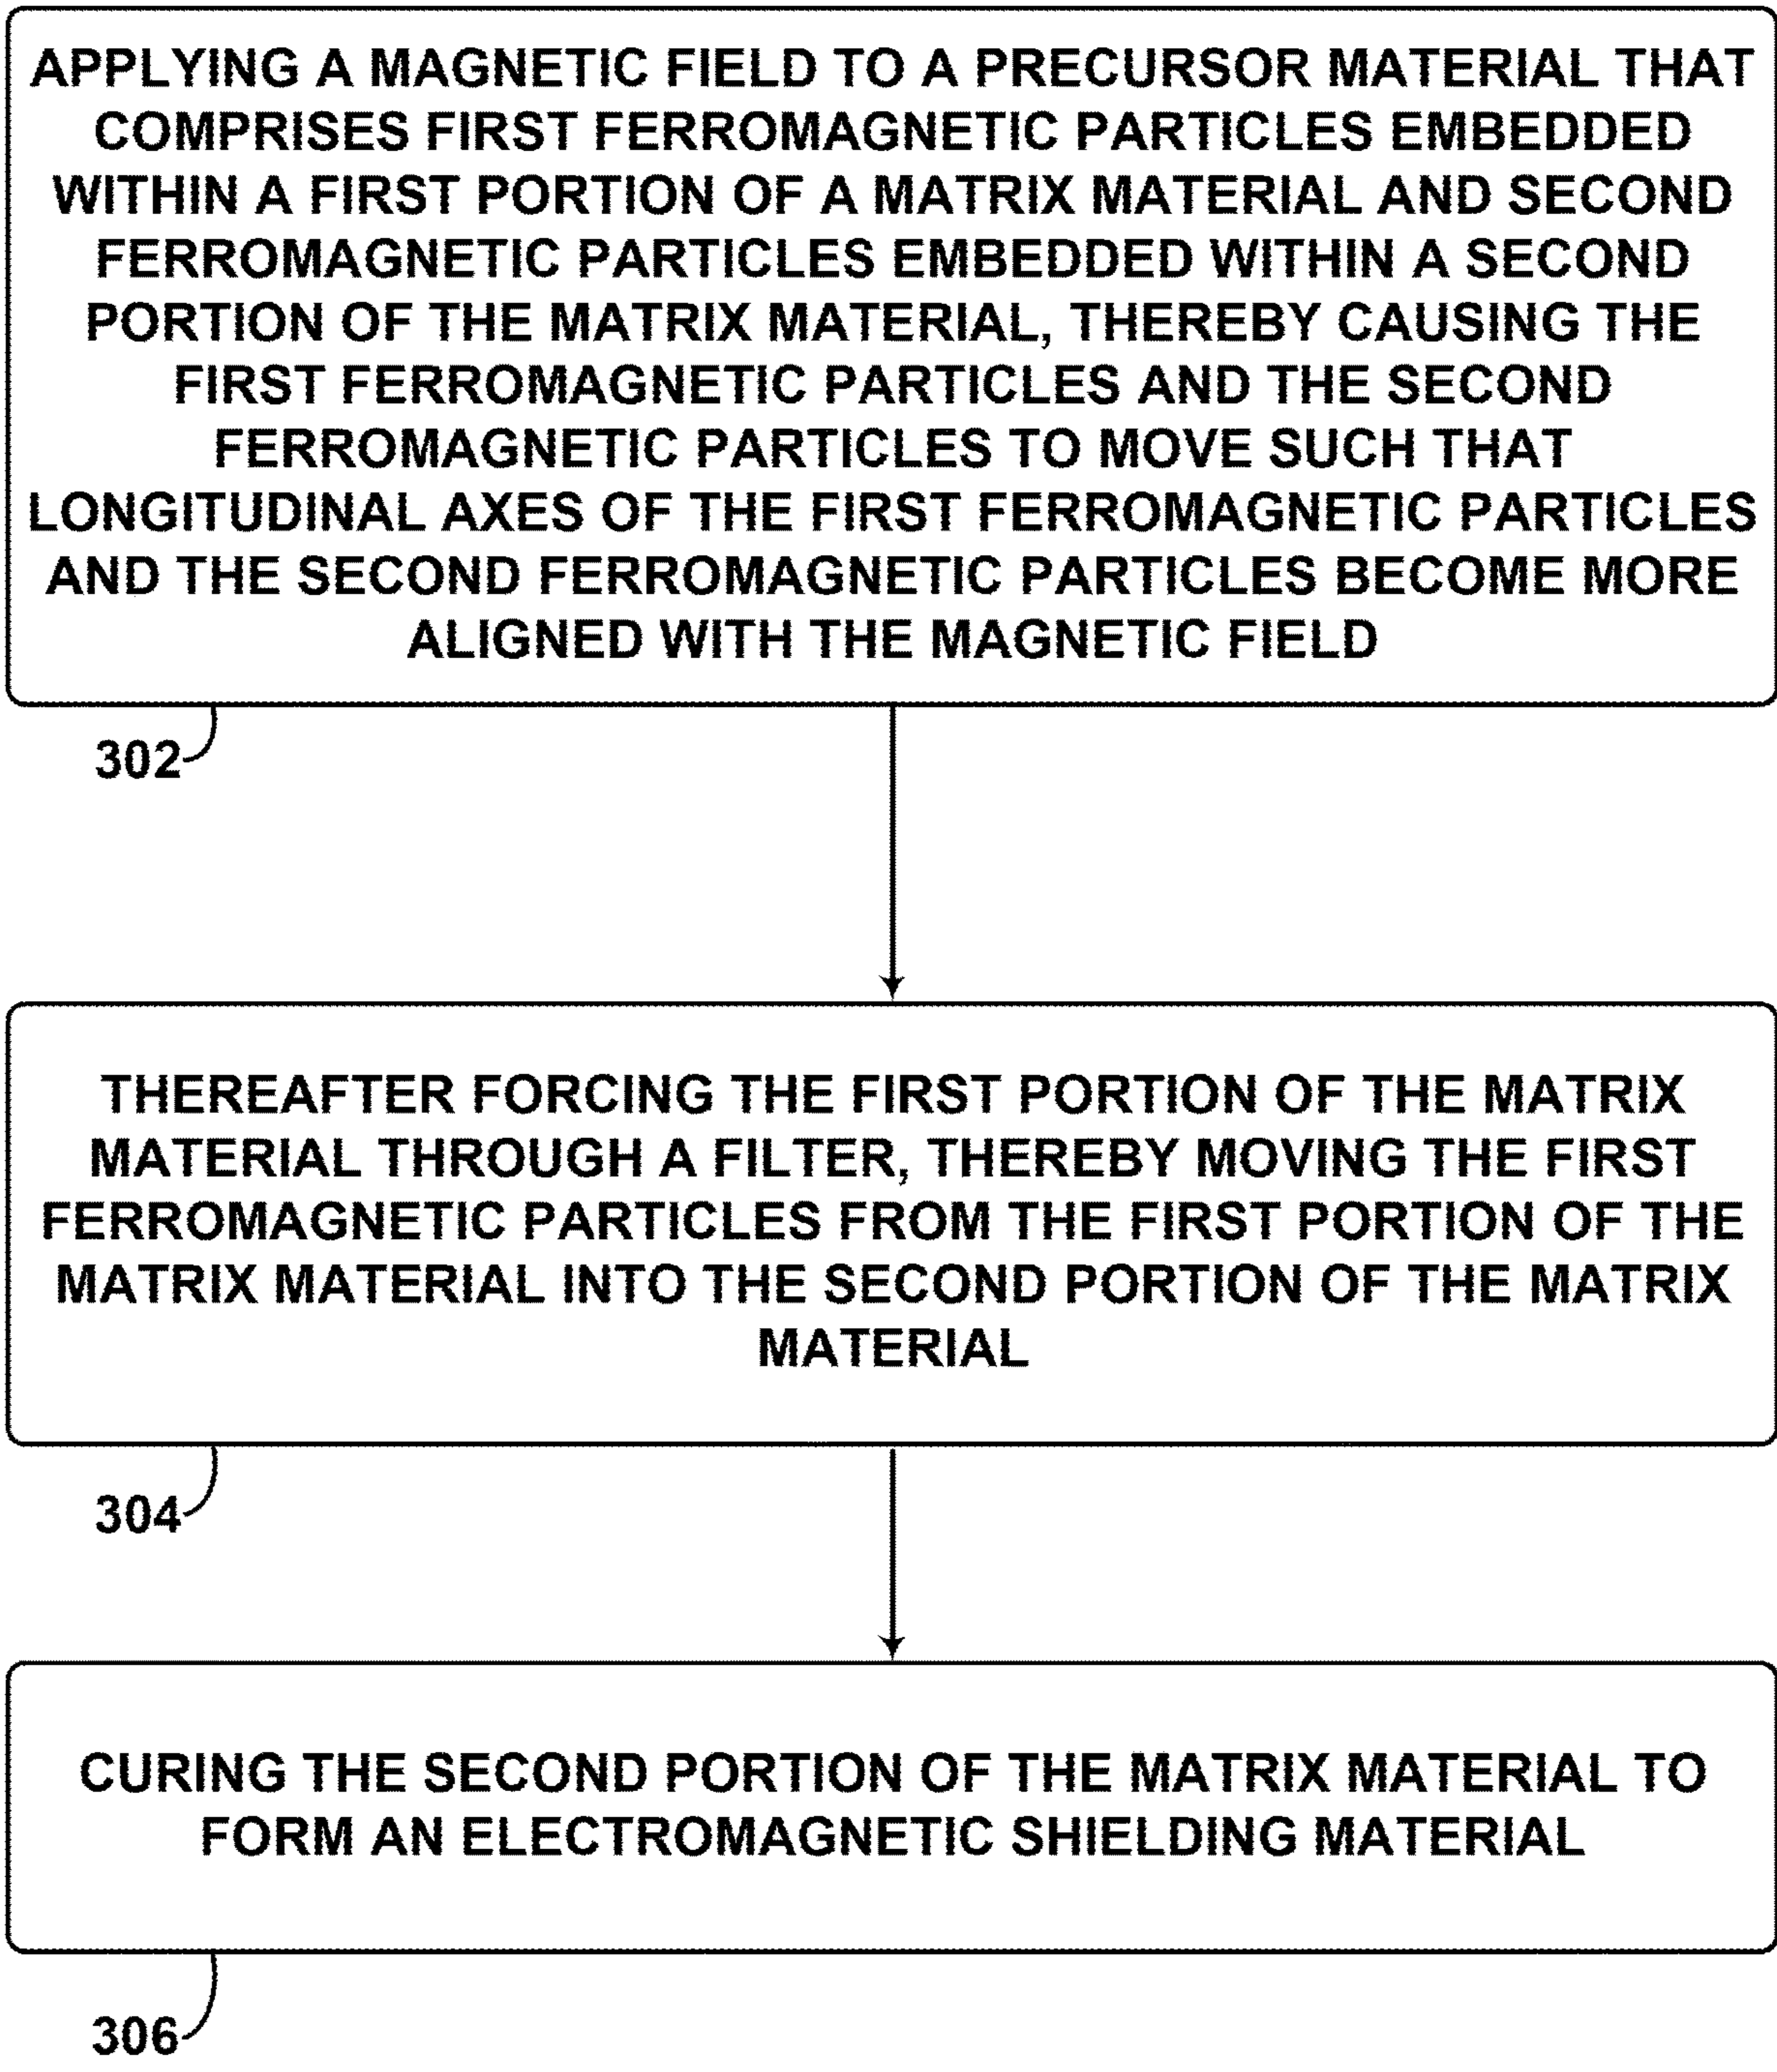 APPLYING A MAGNETIC FIELD TO A PRECURSOR MATERIAL THAT
COMPRISES FIRST FERROMAGNETIC PARTICLES EMBEDDED
WITHIN A FIRST PORTION OF A MATRIX MATERIAL AND SECOND
FERROMAGNETIC PARTICLES EMBEDDED WITHIN A SECOND
PORTION OF THE MATRIX MATERIAL, THEREBY CAUSING THE
FIRST FERROMAGNETIC PARTICLES AND THE SECOND
FERROMAGNETIC PARTICLES TO MOVE SUCH THAT
LONGITUDINAL AXES OF THE FIRST FERROMAGNETIC PARTICLES
AND THE SECOND FERROMAGNETIC PARTICLES BECOME MORE
ALIGNED WITH THE MAGNETIC FIELD
302
THEREAFTER FORCING THE FIRST PORTION OF THE MATRIX
MATERIAL THROUGH A FILTER, THEREBY MOVING THE FIRST
FERROMAGNETIC PARTICLES FROM THE FIRST PORTION OF THE
MATRIX MATERIAL INTO THE SECOND PORTION OF THE MATRIX
MATERIAL
304
CURING THE SECOND PORTION OF THE MATRIX MATERIAL TO
FORM AN ELECTROMAGNETIC SHIELDING MATERIAL
306